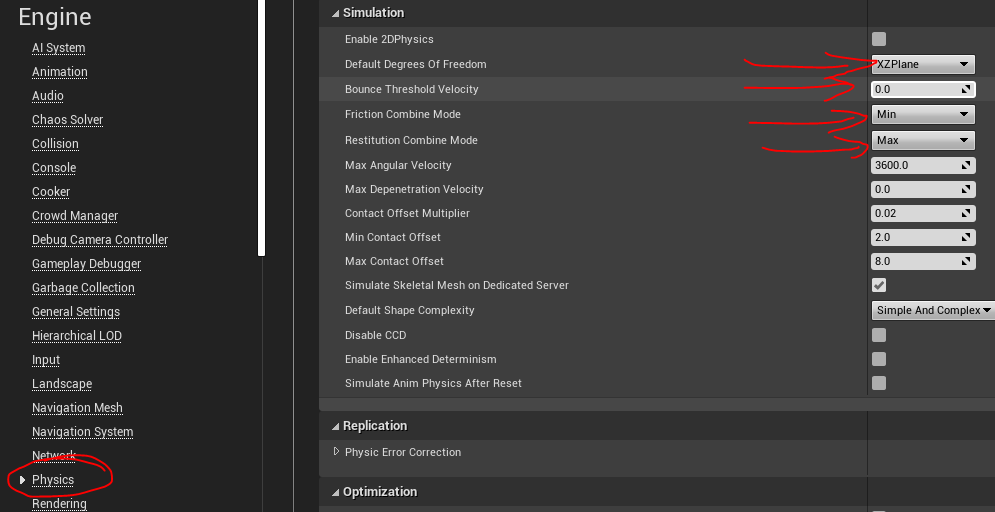 Engine
AI System
Animation
Audio
Chaos Solver
Collision
Console
Cooker
Crowd Manager
Debug Camera Controller
Gameplay Debugger
Garbage Collection
General Settings
Hierarchical LOD
Input
Landscape
Navigation Mesh
Navigation System
Network
Physics
Rendering
Simulation
Enable 2DPhysics
Default Degrees Of Freedom XZPlane
Bounce Threshold Velocity 0.0
Friction Combine Mode Min
Restitution Combine Mode Max
Max Angular Velocity 3600.0
Max Depenetration Velocity 0.0
Contact Offset Multiplier 0.02
Min Contact Offset 2.0
Max Contact Offset 8.0
Simulate Skeletal Mesh on Dedicated Server
Default Shape Complexity Simple And Complex
Disable CCD
Enable Enhanced Determinism
Simulate Anim Physics After Reset
Replication
Physic Error Correction
Optimization